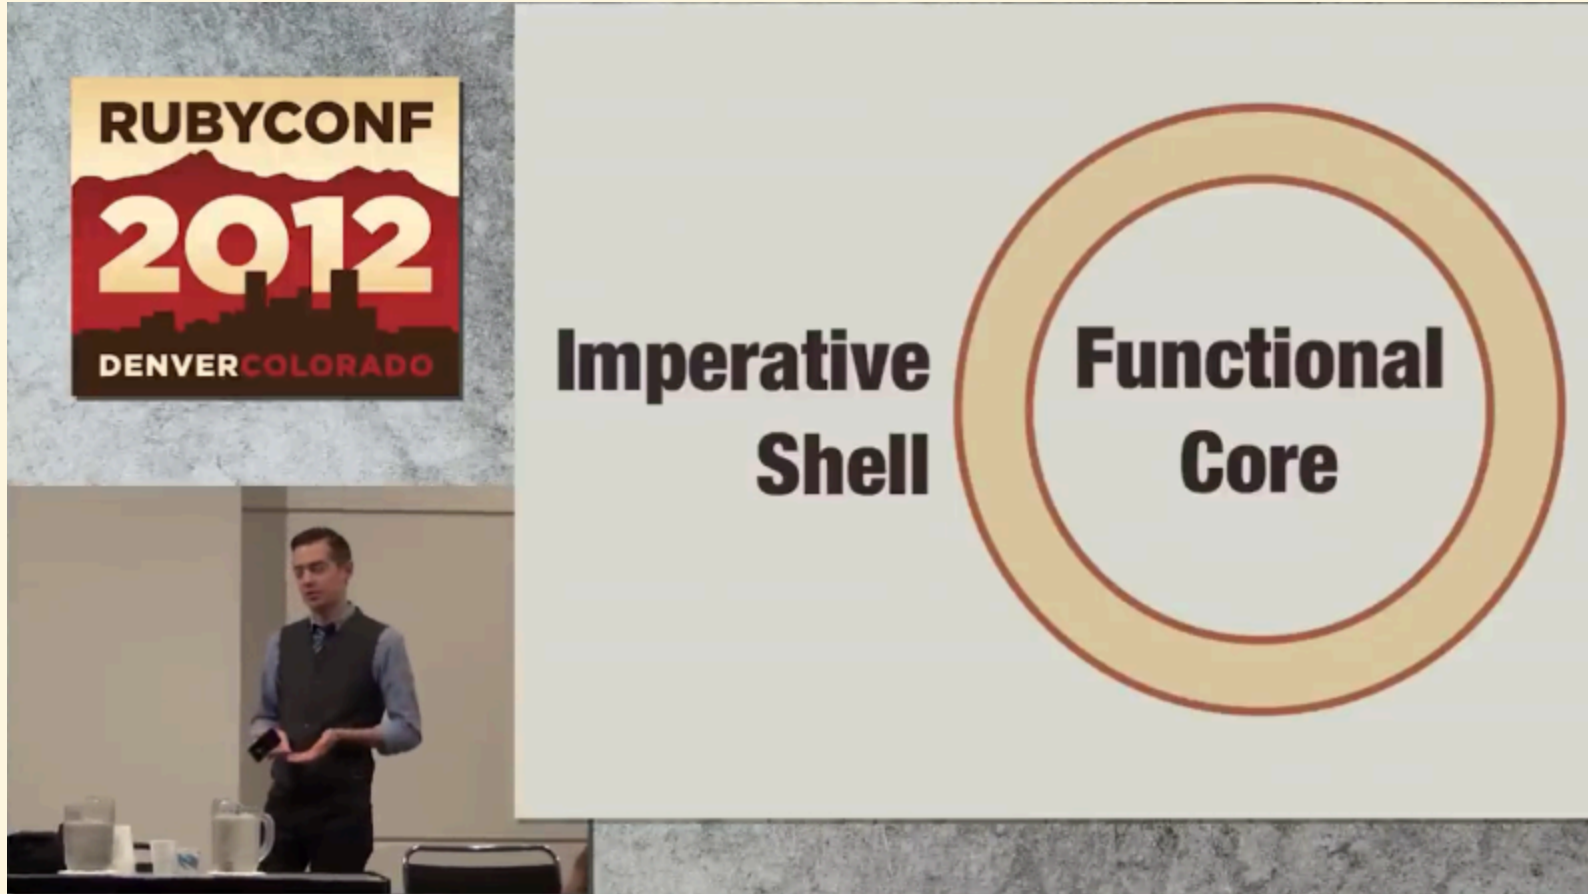 RUBYCONF
2012
DENVERCOLORADO
Imperative
Shell
Functional
Core